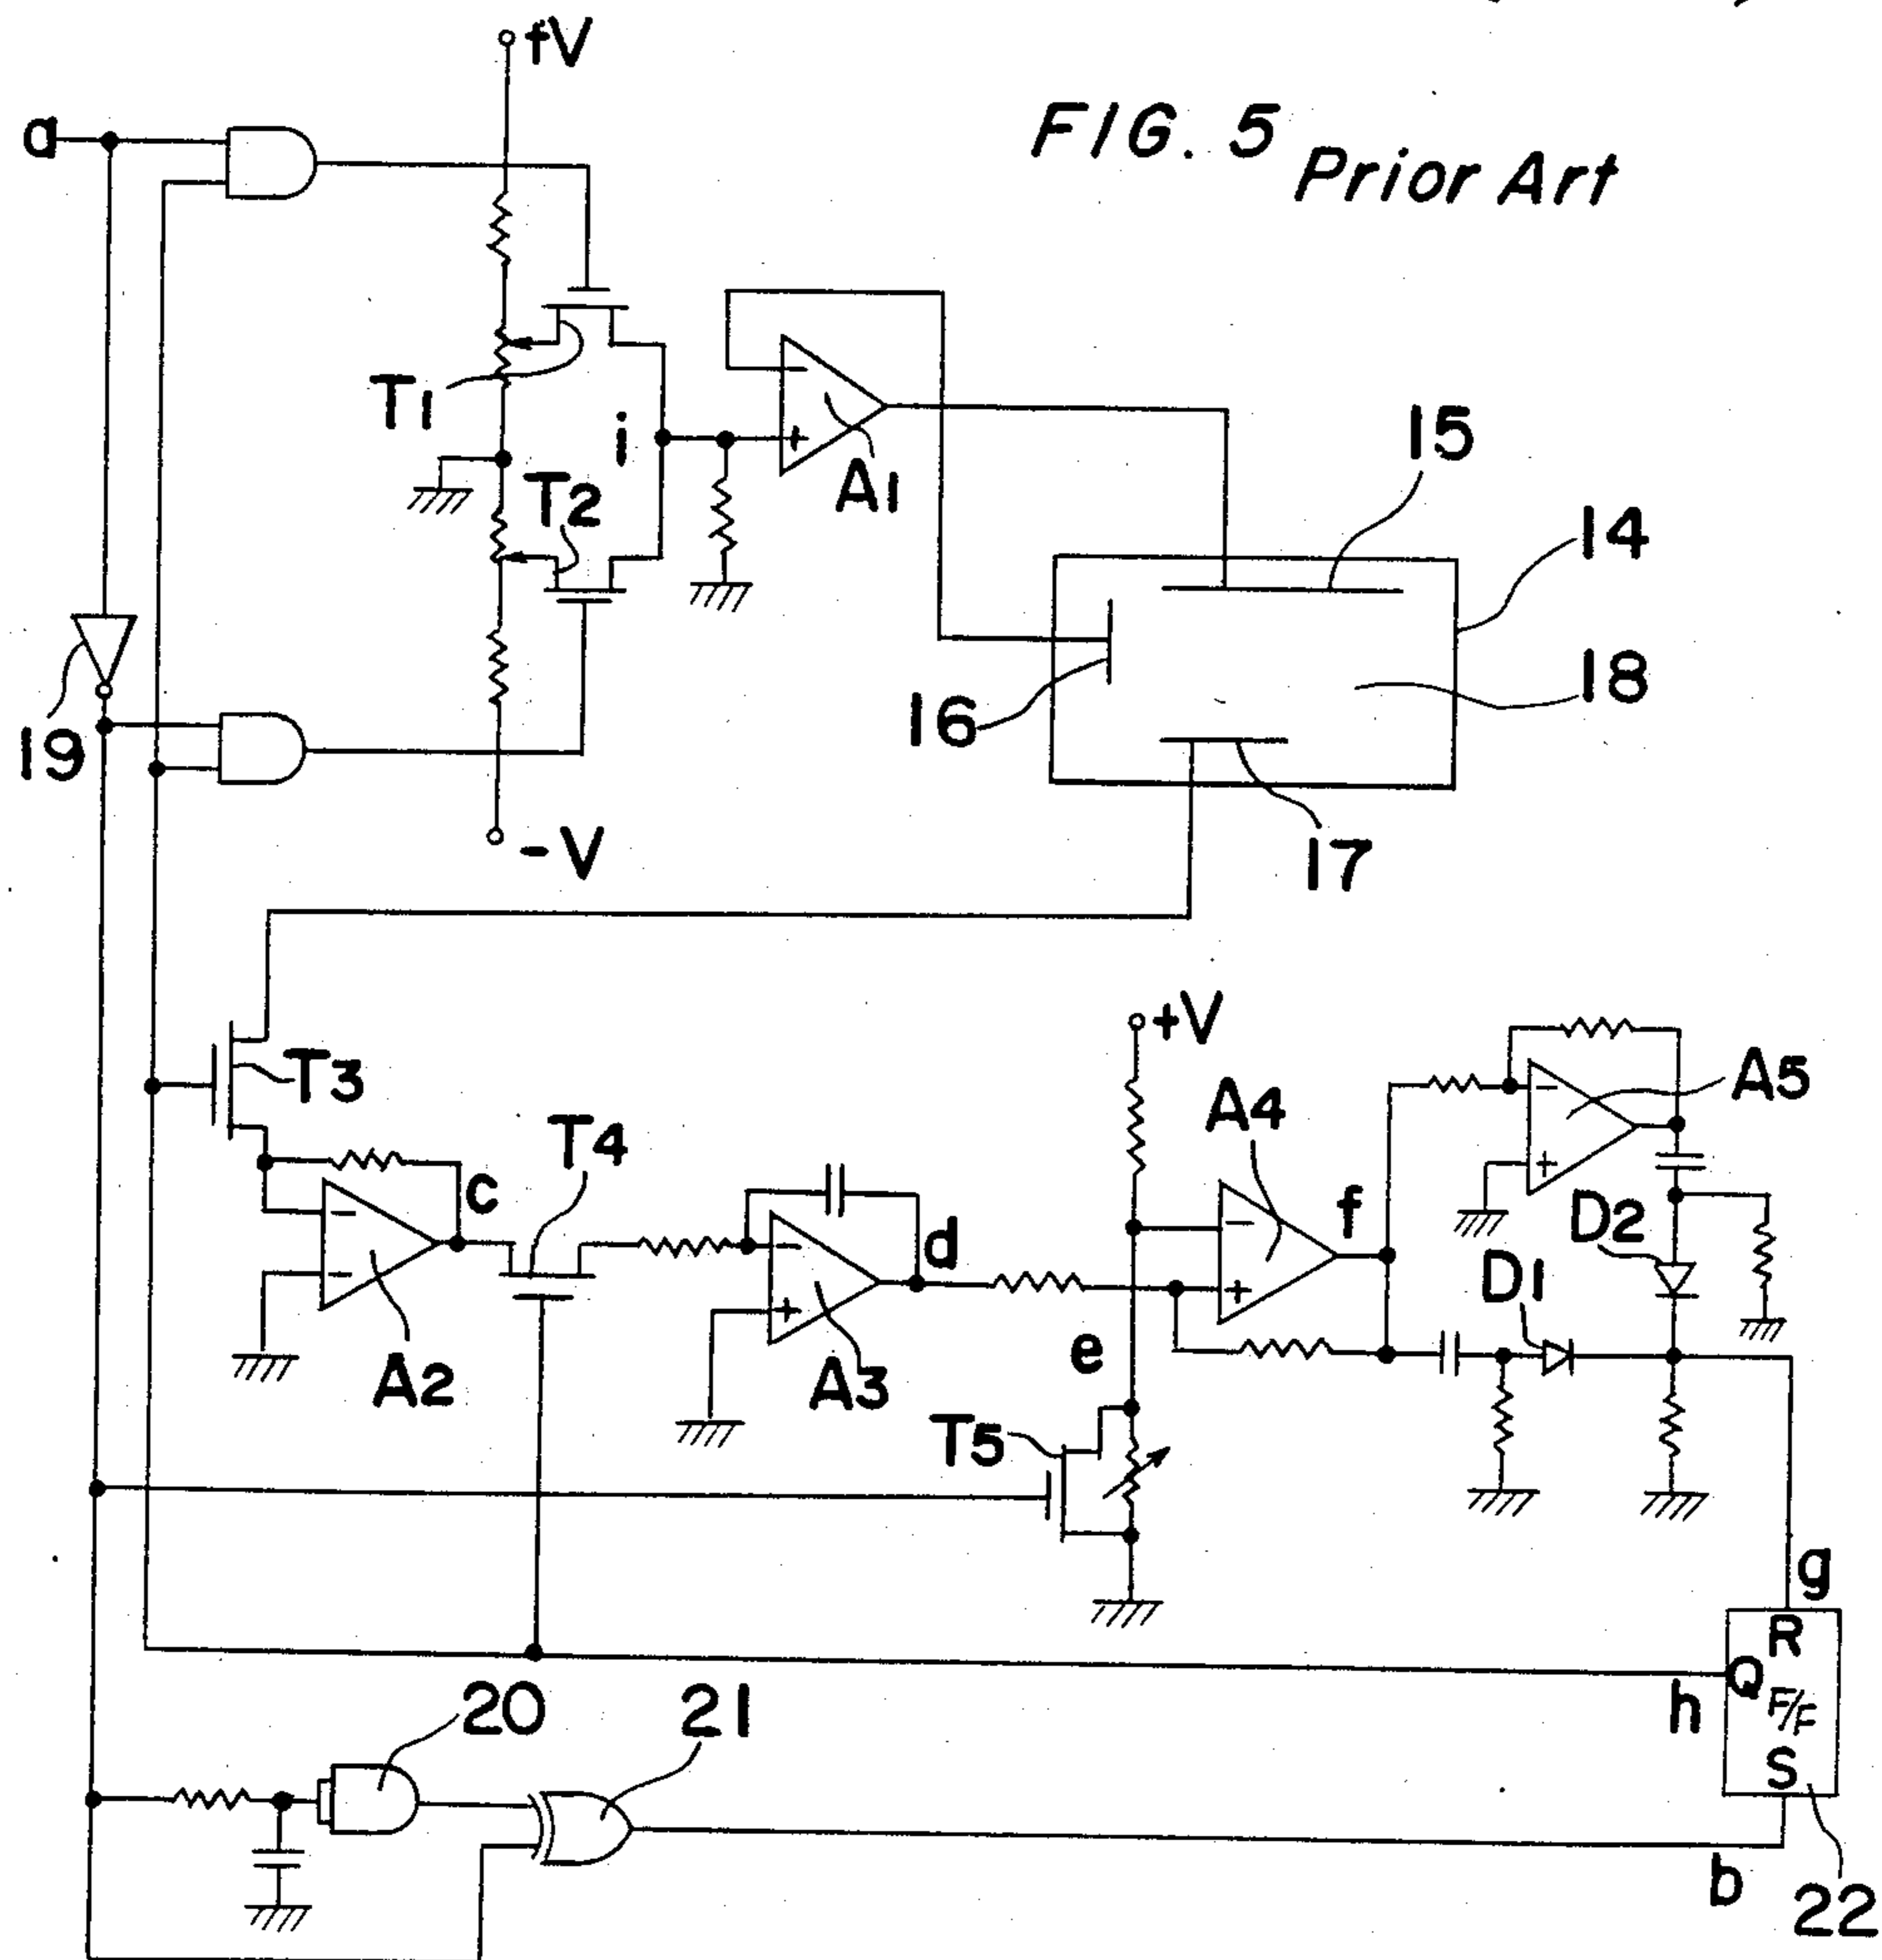 +V
a
FIG. 5
Prior Art
T1
i
T2
A1
15
14
16
18
19
-V
17
+V
T3
T4
A4
A5
c
d
f
D2
D1
A2
A3
e
T5
g
R
Q
h
F/F
S
20
21
b
22